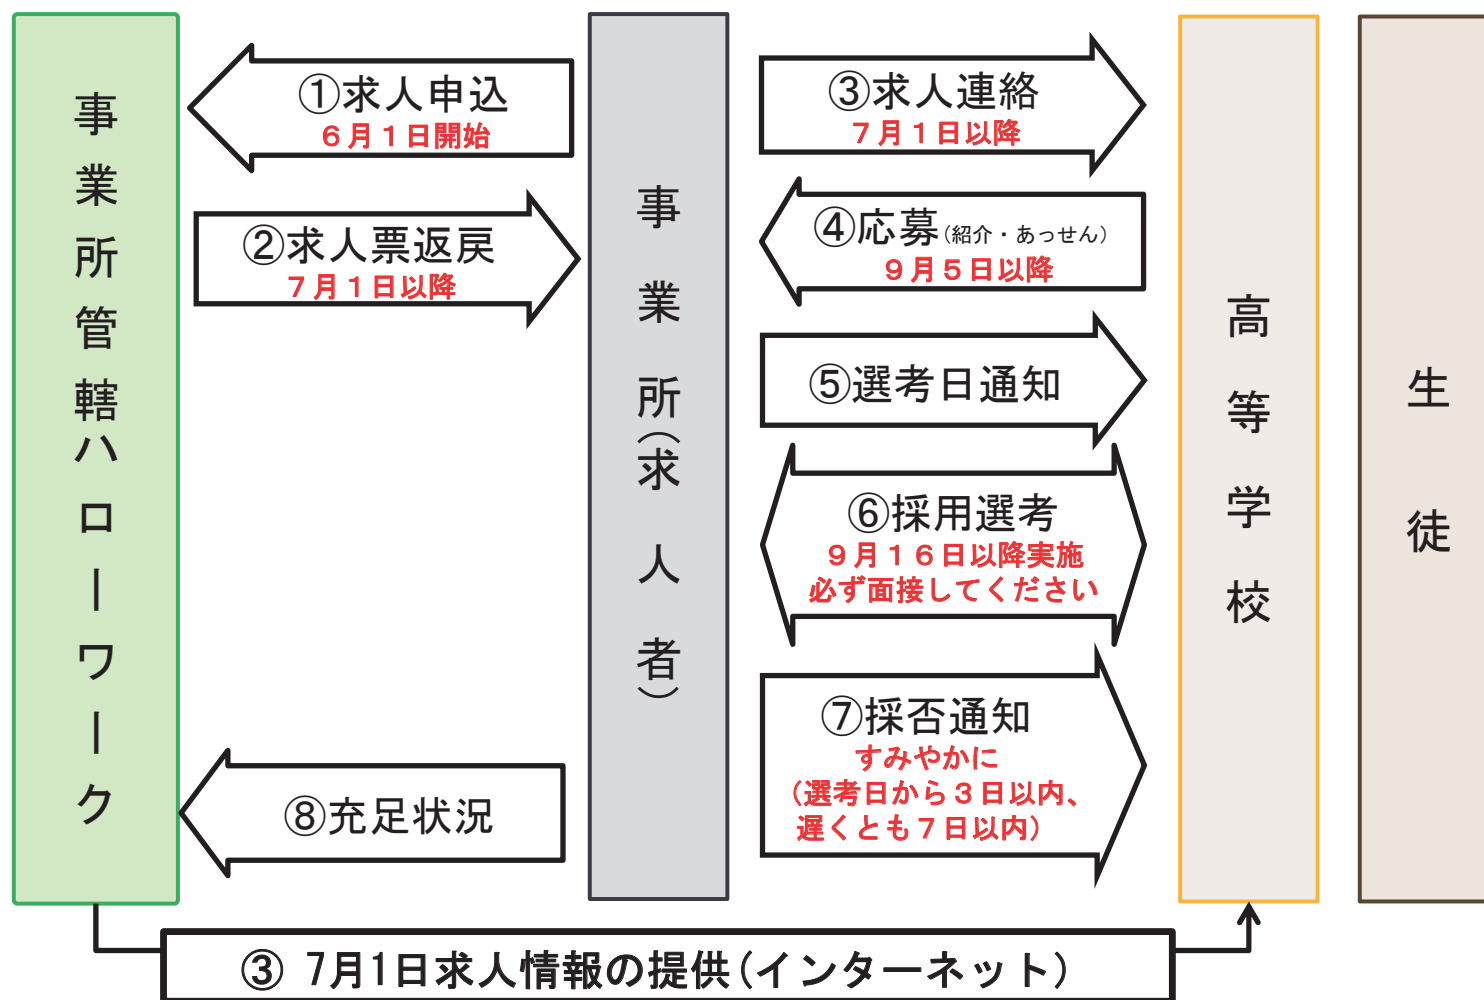 事業所管轄ハローワーク
①求人申込
６月１日開始
②求人票返戻
７月１日以降
⑧充足状況
事業所(求人者)
③求人連絡
７月１日以降
④応募(紹介・あっせん)
９月５日以降
⑤選考日通知
⑥採用選考
９月１６日以降実施
必ず面接してください
⑦採否通知
すみやかに
(選考日から３日以内、
遅くとも７日以内)
高等学校
生徒
③ 7月1日求人情報の提供(インターネット)